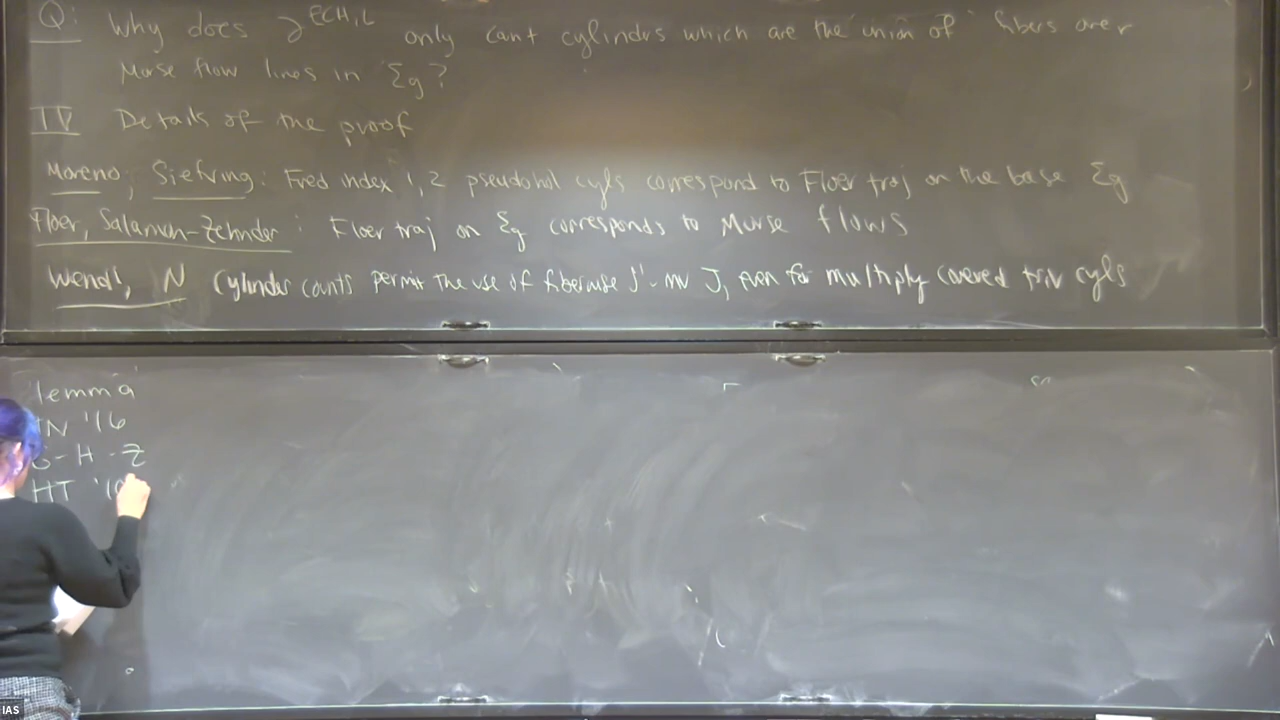 Q: Why does ∂^{ECH,L} only count cylinders which are the union of fibers over
Morse flow lines in Σg?
IV Details of the proof
Moreno; Siefring: Fred index 1,2 pseudohol cyls correspond to Floer traj on the base Σg
Floer, Salamon-Zehnder: Floer traj on Σg corresponds to Morse flows
Wendl, N Cylinder counts permit the use of fiberwise S¹-inv J, even for multiply covered triv cyls
lemma
N '16
-H-Z
HT '
IAS